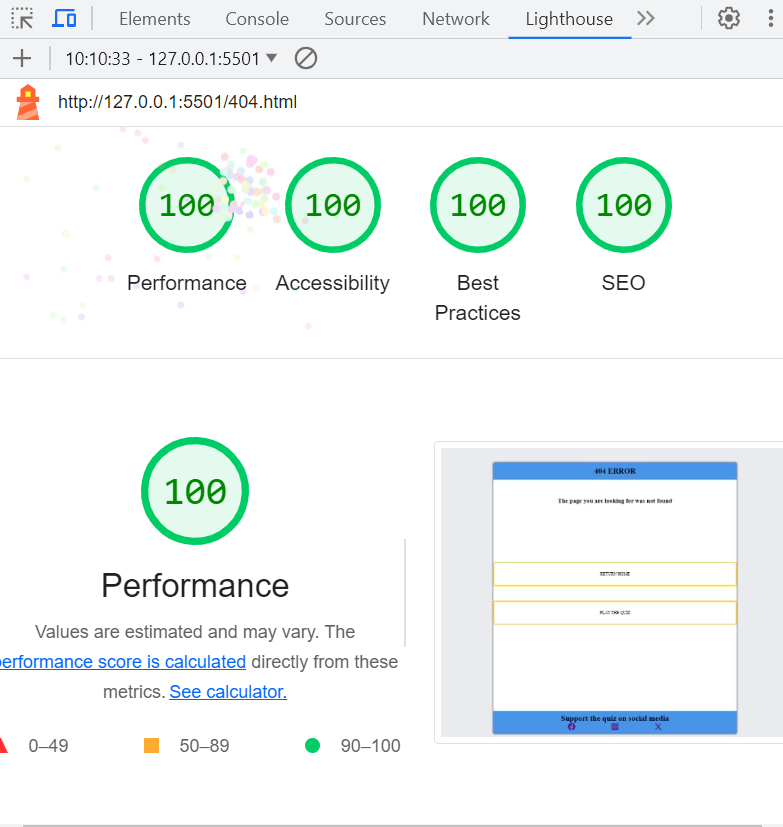 Elements Console Sources Network Lighthouse
10:10:33 - 127.0.0.1:5501
http://127.0.0.1:5501/404.html
100 100 100 100
Performance Accessibility Best Practices SEO
100
Performance
Values are estimated and may vary. The
performance score is calculated directly from these
metrics. See calculator.
0–49 50–89 90–100
404 ERROR
The page you are looking for was not found
RETURN HOME
PLAY THE QUIZ
Support the quiz on social media